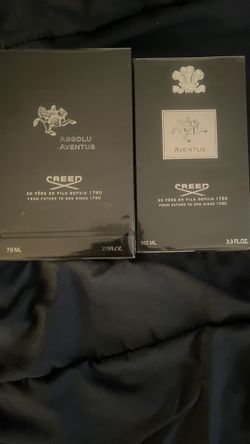 ABSOLU
AVENTUS
CREED
DE PÈRE EN FILS DEPUIS 1760
FROM FATHER TO SON SINCE 1760
75 ML
2.5FL.OZ.
AVENTUS
CREED
DE PÈRE EN FILS DEPUIS 1760
FROM FATHER TO SON SINCE 1760
100 ML
3.3 FL.OZ.